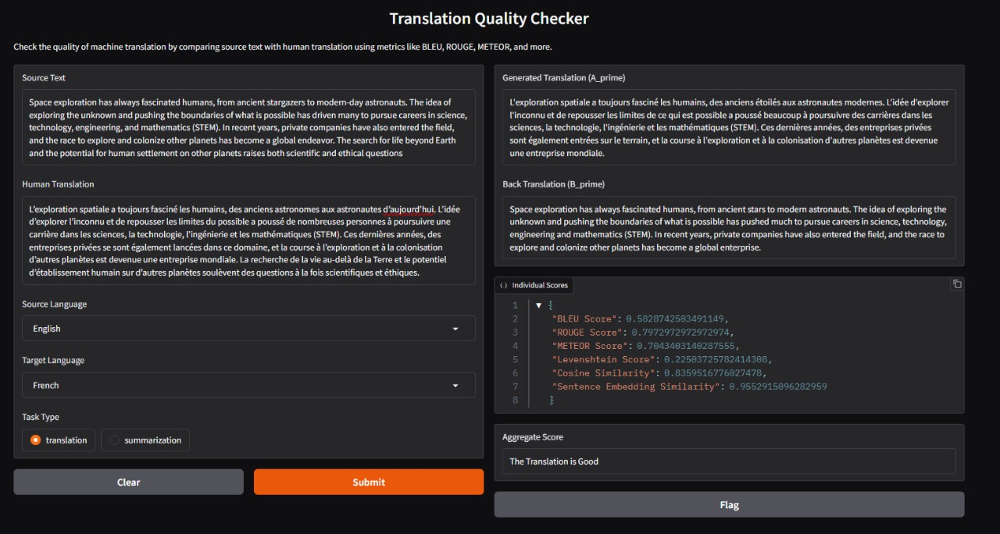 Translation Quality Checker
Check the quality of machine translation by comparing source text with human translation using metrics like BLEU, ROUGE, METEOR, and more.
Source Text
Space exploration has always fascinated humans, from ancient stargazers to modern-day astronauts. The idea of
exploring the unknown and pushing the boundaries of what is possible has driven many to pursue careers in science,
technology, engineering, and mathematics (STEM). In recent years, private companies have also entered the field,
and the race to explore and colonize other planets has become a global endeavor. The search for life beyond Earth
and the potential for human settlement on other planets raises both scientific and ethical questions
Human Translation
L’exploration spatiale a toujours fasciné les humains, des anciens astronomes aux astronautes d’aujourd’hui. L’idée
d’explorer l’inconnu et de repousser les limites du possible a poussé de nombreuses personnes à poursuivre une
carrière dans les sciences, la technologie, l’ingénierie et les mathématiques (STEM). Ces dernières années, des
entreprises privées se sont également lancées dans ce domaine, et la course à l’exploration et à la colonisation
d’autres planètes est devenue une entreprise mondiale. La recherche de la vie au-delà de la Terre et le potentiel
d’établissement humain sur d’autres planètes soulèvent des questions à la fois scientifiques et éthiques.
Source Language
English
Target Language
French
Task Type
translation
summarization
Clear
Submit
Generated Translation (A_prime)
L'exploration spatiale a toujours fasciné les humains, des anciens étoilés aux astronautes modernes. L'idée d'explorer
l'inconnu et de repousser les limites de ce qui est possible a poussé beaucoup à poursuivre des carrières dans les
sciences, la technologie, l'ingénierie et les mathématiques (STEM). Ces dernières années, des entreprises privées
sont également entrées sur le terrain, et la course à l'exploration et à la colonisation d'autres planètes est devenue
une entreprise mondiale.
Back Translation (B_prime)
Space exploration has always fascinated humans, from ancient stars to modern astronauts. The idea of exploring the
unknown and pushing the boundaries of what is possible has pushed much to pursue careers in science, technology,
engineering and mathematics (STEM). In recent years, private companies have also entered the field, and the race to
explore and colonize other planets has become a global enterprise.
{ } Individual Scores
1 {
2 "BLEU Score": 0.5828742503491149,
3 "ROUGE Score": 0.7972972972972974,
4 "METEOR Score": 0.7043403140287555,
5 "Levenshtein Score": 0.22503725782414308,
6 "Cosine Similarity": 0.8359516776027478,
7 "Sentence Embedding Similarity": 0.9552915096282959
8 }
Aggregate Score
The Translation is Good
Flag